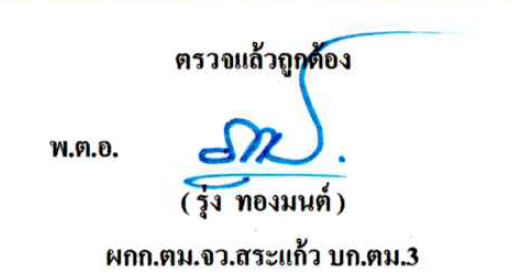 ตรวจแล้วถูกต้อง
พ.ต.อ.
( รุ่ง ทองมนต์ )
ผกก.ตม.จว.สระแก้ว บก.ตม.3